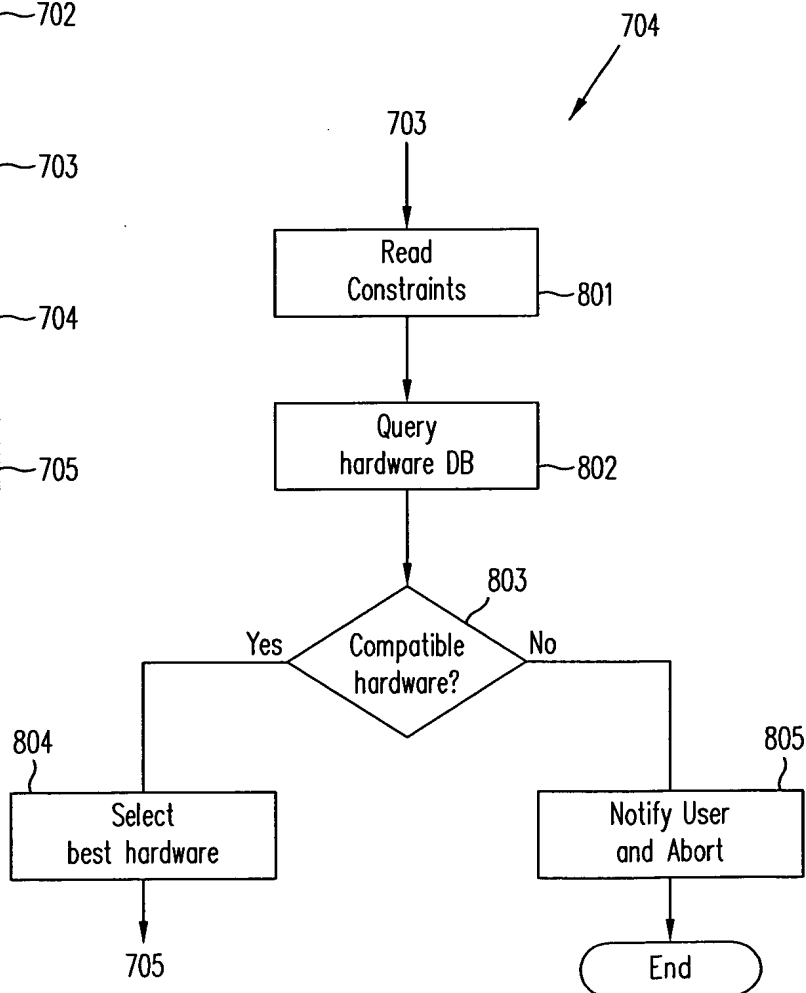 702
704
703
703
Read
Constraints
801
704
Query
hardware DB
802
705
803
Yes
Compatible
hardware?
No
804
805
Select
best hardware
Notify User
and Abort
705
End